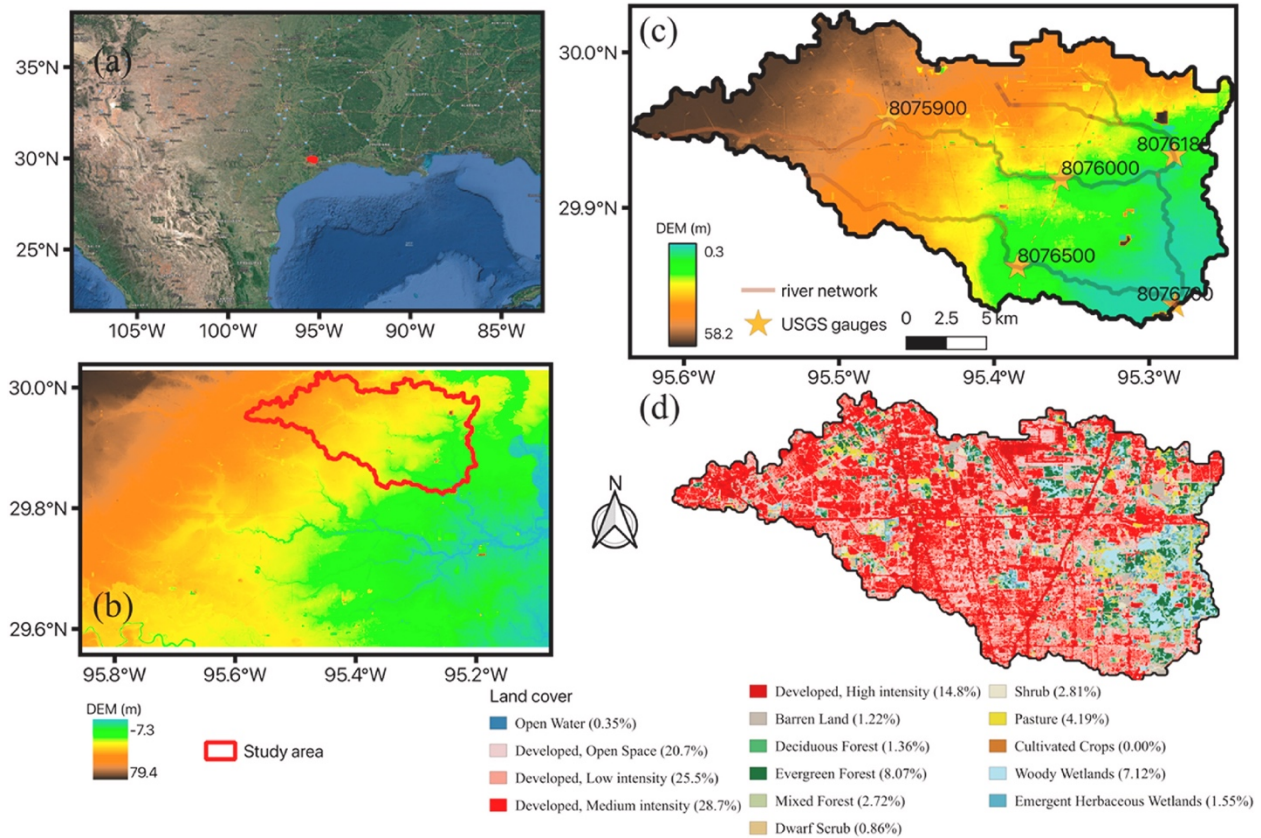 (a)
35°N
30°N
25°N
105°W
100°W
95°W
90°W
85°W
(c)
30.0°N
29.9°N
8075900
8076180
8076000
8076500
8076700
DEM (m)
0.3
58.2
river network
USGS gauges
0 2.5 5 km
95.6°W
95.5°W
95.4°W
95.3°W
(b)
30.0°N
29.8°N
29.6°N
95.8°W
95.6°W
95.4°W
95.2°W
DEM (m)
-7.3
79.4
Study area
(d)
N
Land cover
Open Water (0.35%)
Developed, Open Space (20.7%)
Developed, Low intensity (25.5%)
Developed, Medium intensity (28.7%)
Developed, High intensity (14.8%)
Barren Land (1.22%)
Deciduous Forest (1.36%)
Evergreen Forest (8.07%)
Mixed Forest (2.72%)
Dwarf Scrub (0.86%)
Shrub (2.81%)
Pasture (4.19%)
Cultivated Crops (0.00%)
Woody Wetlands (7.12%)
Emergent Herbaceous Wetlands (1.55%)